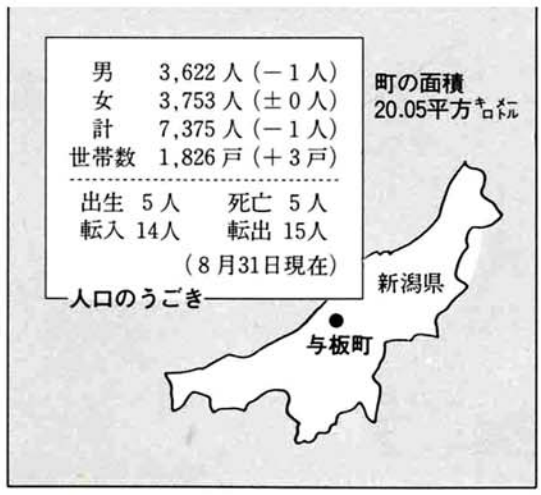 男 3,622人(－1人)
女 3,753人(±0人)
計 7,375人(－1人)
世帯数 1,826戸(＋3戸)
出生 5人 死亡 5人
転入 14人 転出 15人
(8月31日現在)
人口のうごき
町の面積
20.05平方キロメートル
新潟県
与板町